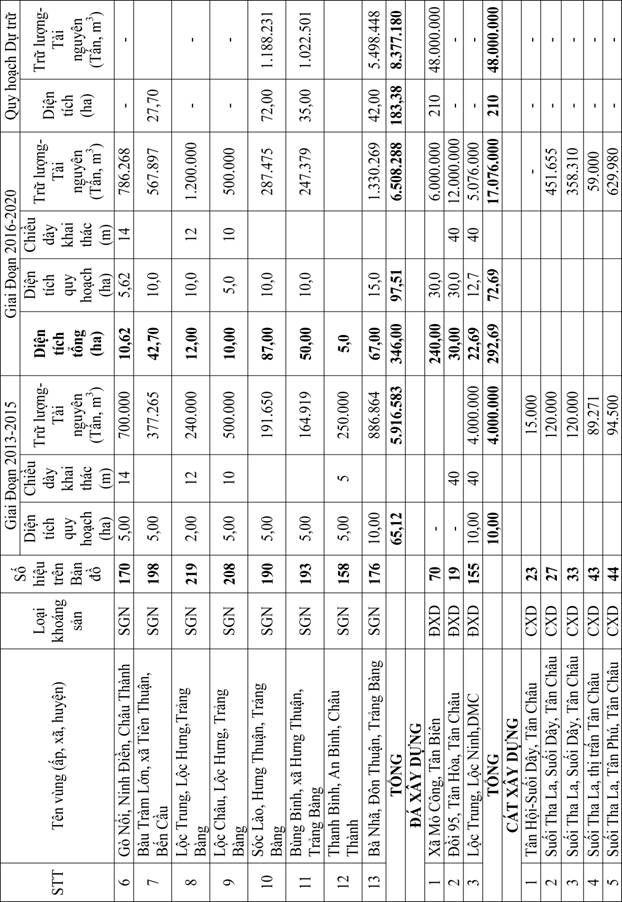 STT | Tên vùng (ấp, xã, huyện) | Loại khoáng sản | Số hiệu trên Bản đồ | Giai Đoạn 2013-2015 | Diện tích tổng (ha) | Giai Đoạn 2016-2020 | Quy hoạch Dự trữ
Diện tích quy hoạch (ha) | Chiều dày khai thác (m) | Trữ lượng-Tài nguyên (Tấn, m³) | Diện tích quy hoạch (ha) | Chiều dày khai thác (m) | Trữ lượng-Tài nguyên (Tấn, m³) | Diện tích (ha) | Trữ lượng-Tài nguyên (Tấn, m³)
6 | Gò Nổi, Ninh Điền, Châu Thành | SGN | 170 | 5,00 | 14 | 700.000 | 10,62 | 5,62 | 14 | 786.268 | - | -
7 | Bàu Trâm Lớn, xã Tiên Thuận, Bến Cầu | SGN | 198 | 5,00 | | 377.265 | 42,70 | 10,0 | | 567.897 | 27,70 | -
8 | Lộc Trung, Lộc Hưng,Trảng Bàng | SGN | 219 | 2,00 | 12 | 240.000 | 12,00 | 10,0 | 12 | 1.200.000 | - | -
9 | Lộc Châu, Lộc Hưng, Trảng Bàng | SGN | 208 | 5,00 | 10 | 500.000 | 10,00 | 5,0 | 10 | 500.000 | - | -
10 | Sóc Lào, Hưng Thuận, Trảng Bàng | SGN | 190 | 5,00 | | 191.650 | 87,00 | 10,0 | | 287.475 | 72,00 | 1.188.231
11 | Bùng Binh, xã Hưng Thuận, Trảng Bàng | SGN | 193 | 5,00 | | 164.919 | 50,00 | 10,0 | | 247.379 | 35,00 | 1.022.501
12 | Thanh Bình, An Bình, Châu Thành | SGN | 158 | 5,00 | 5 | 250.000 | 5,0
13 | Bà Nhã, Đôn Thuận, Trảng Bàng | SGN | 176 | 10,00 | | 886.864 | 67,00 | 15,0 | | 1.330.269 | 42,00 | 5.498.448
TỔNG | 65,12 | | 5.916.583 | 346,00 | 97,51 | | 6.508.288 | 183,38 | 8.377.180
ĐÁ XÂY DỰNG
1 | Xã Mỏ Công, Tân Biên | ĐXD | 70 | - | | | 240,00 | 30,0 | | 6.000.000 | 210 | 48.000.000
2 | Đồi 95, Tân Hòa, Tân Châu | ĐXD | 19 | - | 40 | | 30,00 | 30,0 | 40 | 12.000.000 | - | -
3 | Lộc Trung, Lộc Ninh,DMC | ĐXD | 155 | 10,00 | 40 | 4.000.000 | 22,69 | 12,7 | 40 | 5.076.000 | - | -
TỔNG | 10,00 | | 4.000.000 | 292,69 | 72,69 | | 17.076.000 | 210 | 48.000.000
CÁT XÂY DỰNG
1 | Tân Hội-Suối Dây, Tân Châu | CXD | 23 | | | 15.000 | | | | - | - | -
2 | Suối Tha La, Suối Dây, Tân Châu | CXD | 27 | | | 120.000 | | | | 451.655 | - | -
3 | Suối Tha La, Suối Dây, Tân Châu | CXD | 33 | | | 120.000 | | | | 358.310 | - | -
4 | Suối Tha La, thị trấn Tân Châu | CXD | 43 | | | 89.271 | | | | 59.000 | - | -
5 | Suối Tha La, Tân Phú, Tân Châu | CXD | 44 | | | 94.500 | | | | 629.980 | - | -